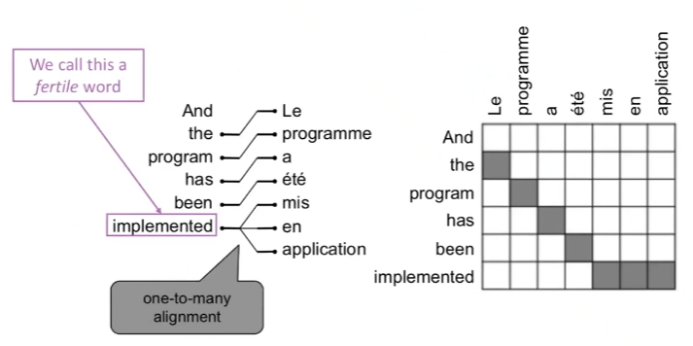 We call this a
fertile word
And
the
program
has
been
implemented
Le
programme
a
été
mis
en
application
one-to-many
alignment
Le
programme
a
été
mis
en
application
And
the
program
has
been
implemented